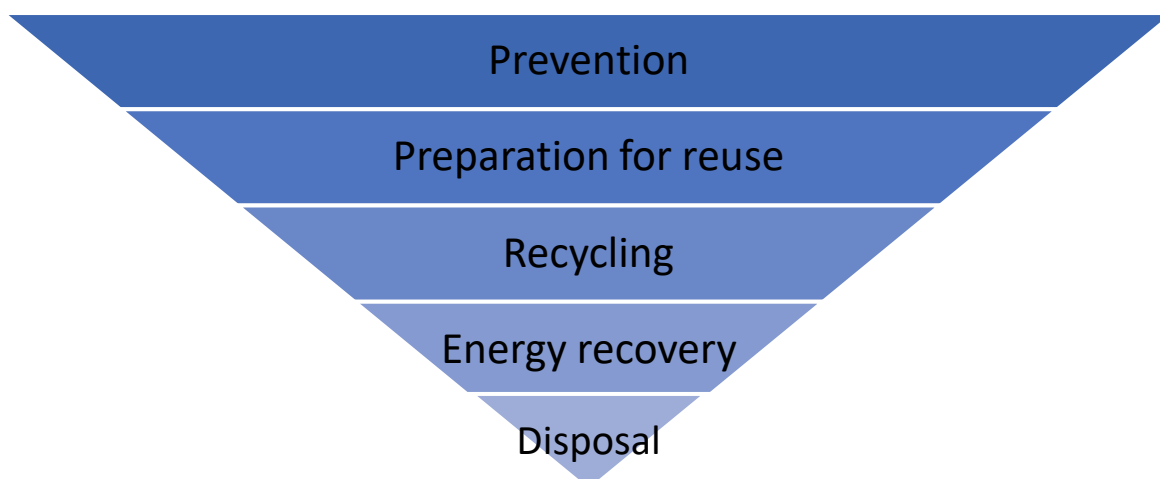 Prevention
Preparation for reuse
Recycling
Energy recovery
Disposal